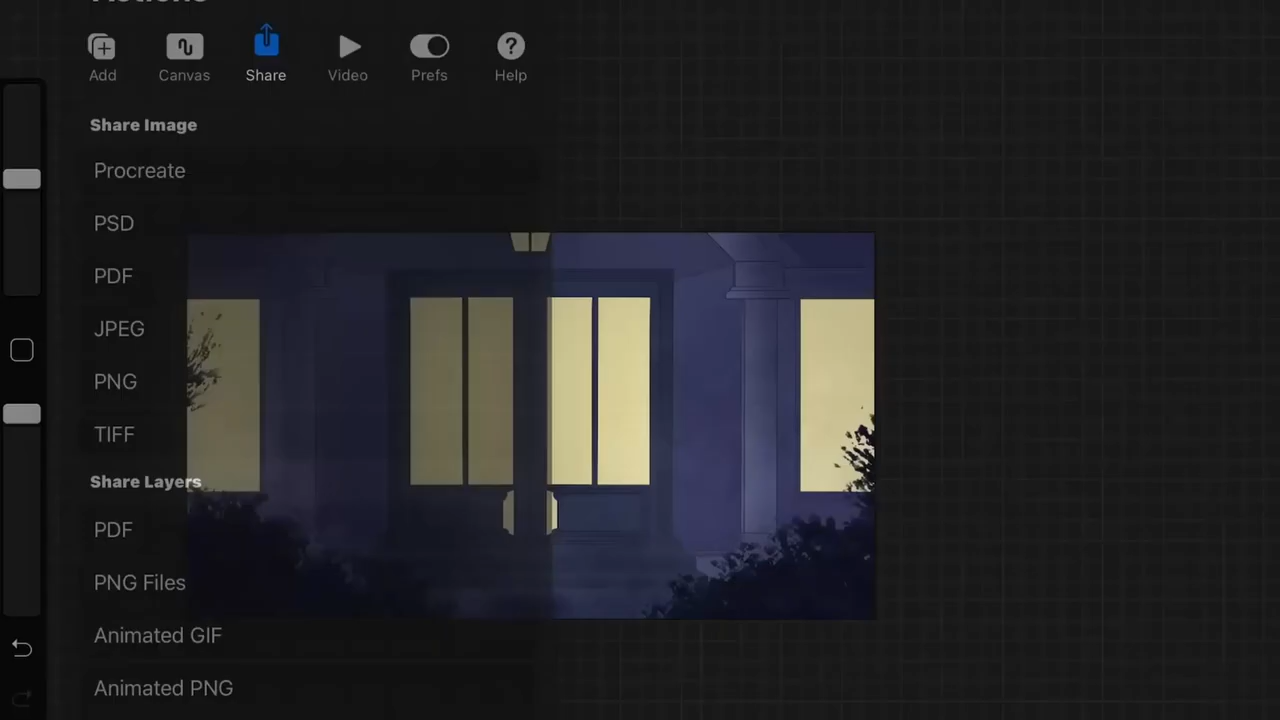 Actions
Add Canvas Share Video Prefs Help
Share Image
Procreate
PSD
PDF
JPEG
PNG
TIFF
Share Layers
PDF
PNG Files
Animated GIF
Animated PNG